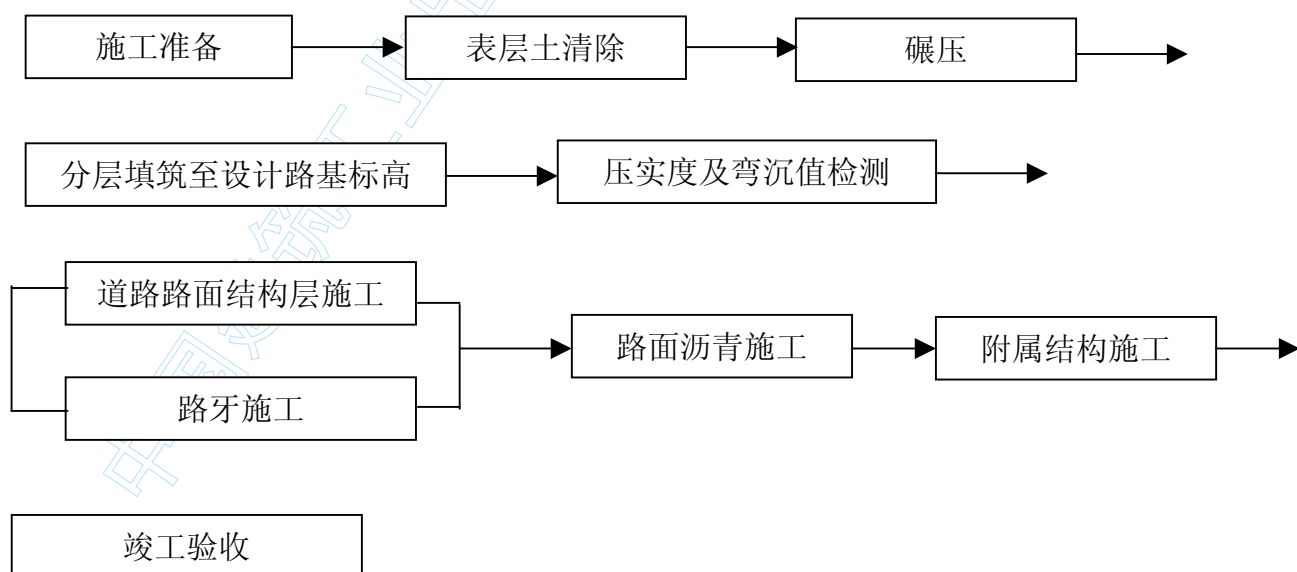 施工准备
表层土清除
碾压
分层填筑至设计路基标高
压实度及弯沉值检测
道路路面结构层施工
路牙施工
路面沥青施工
附属结构施工
竣工验收